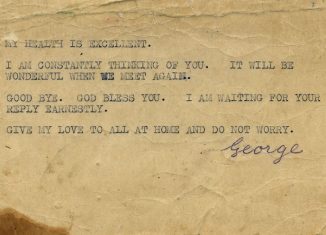 MY HEALTH IS EXCELLENT.
I AM CONSTANTLY THINKING OF YOU. IT WILL BE
WONDERFUL WHEN WE MEET AGAIN.
GOOD BYE. GOD BLESS YOU. I AM WAITING FOR YOUR
REPLY EARNESTLY.
GIVE MY LOVE TO ALL AT HOME AND DO NOT WORRY.
George